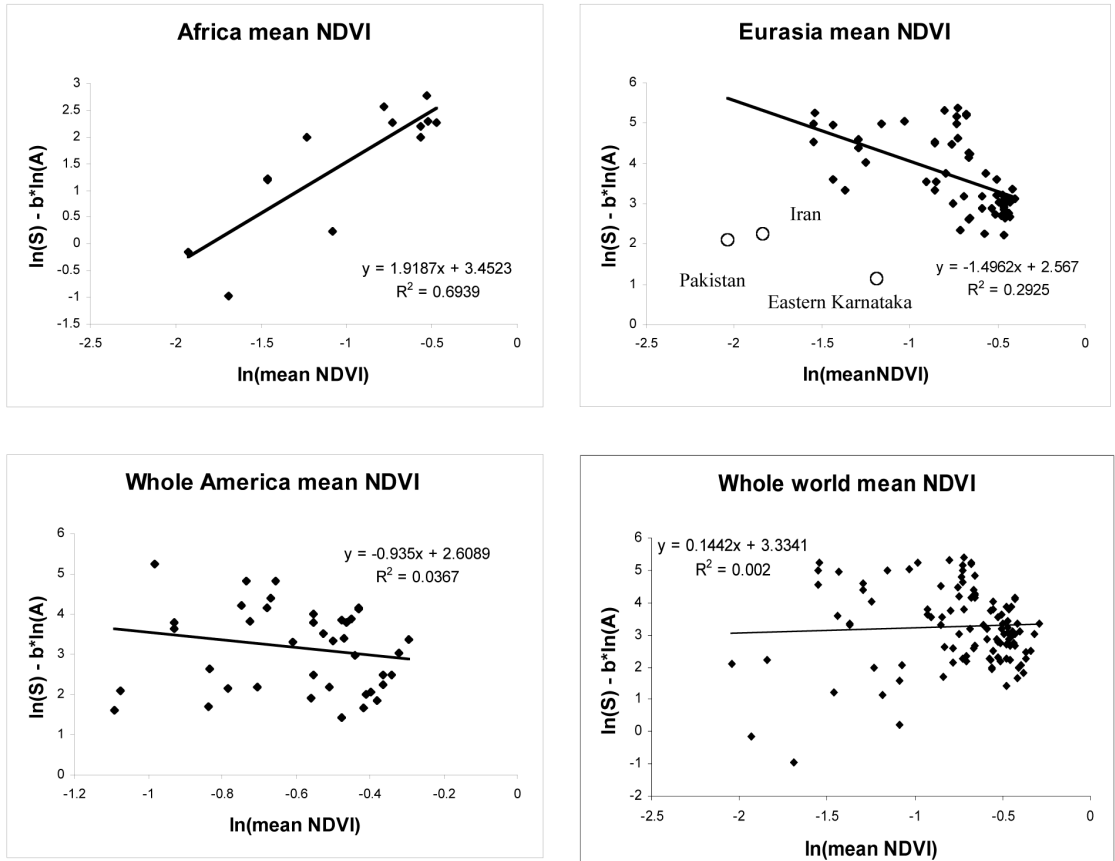 Africa mean NDVI
ln(S) - b*ln(A)
3
2.5
2
1.5
1
0.5
0
-0.5
-1
-1.5
y = 1.9187x + 3.4523
R² = 0.6939
-2.5 -2 -1.5 -1 -0.5 0
ln(mean NDVI)
Eurasia mean NDVI
ln(S) - b*ln(A)
6
5
4
3
2
1
0
Iran
Pakistan
Eastern Karnataka
y = -1.4962x + 2.567
R² = 0.2925
-2.5 -2 -1.5 -1 -0.5 0
ln(meanNDVI)
Whole America mean NDVI
ln(S) - b*ln(A)
6
5
4
3
2
1
0
y = -0.935x + 2.6089
R² = 0.0367
-1.2 -1 -0.8 -0.6 -0.4 -0.2 0
ln(mean NDVI)
Whole world mean NDVI
ln(S) - b*ln(A)
6
5
4
3
2
1
0
-1
-2
y = 0.1442x + 3.3341
R² = 0.002
-2.5 -2 -1.5 -1 -0.5 0
ln(mean NDVI)